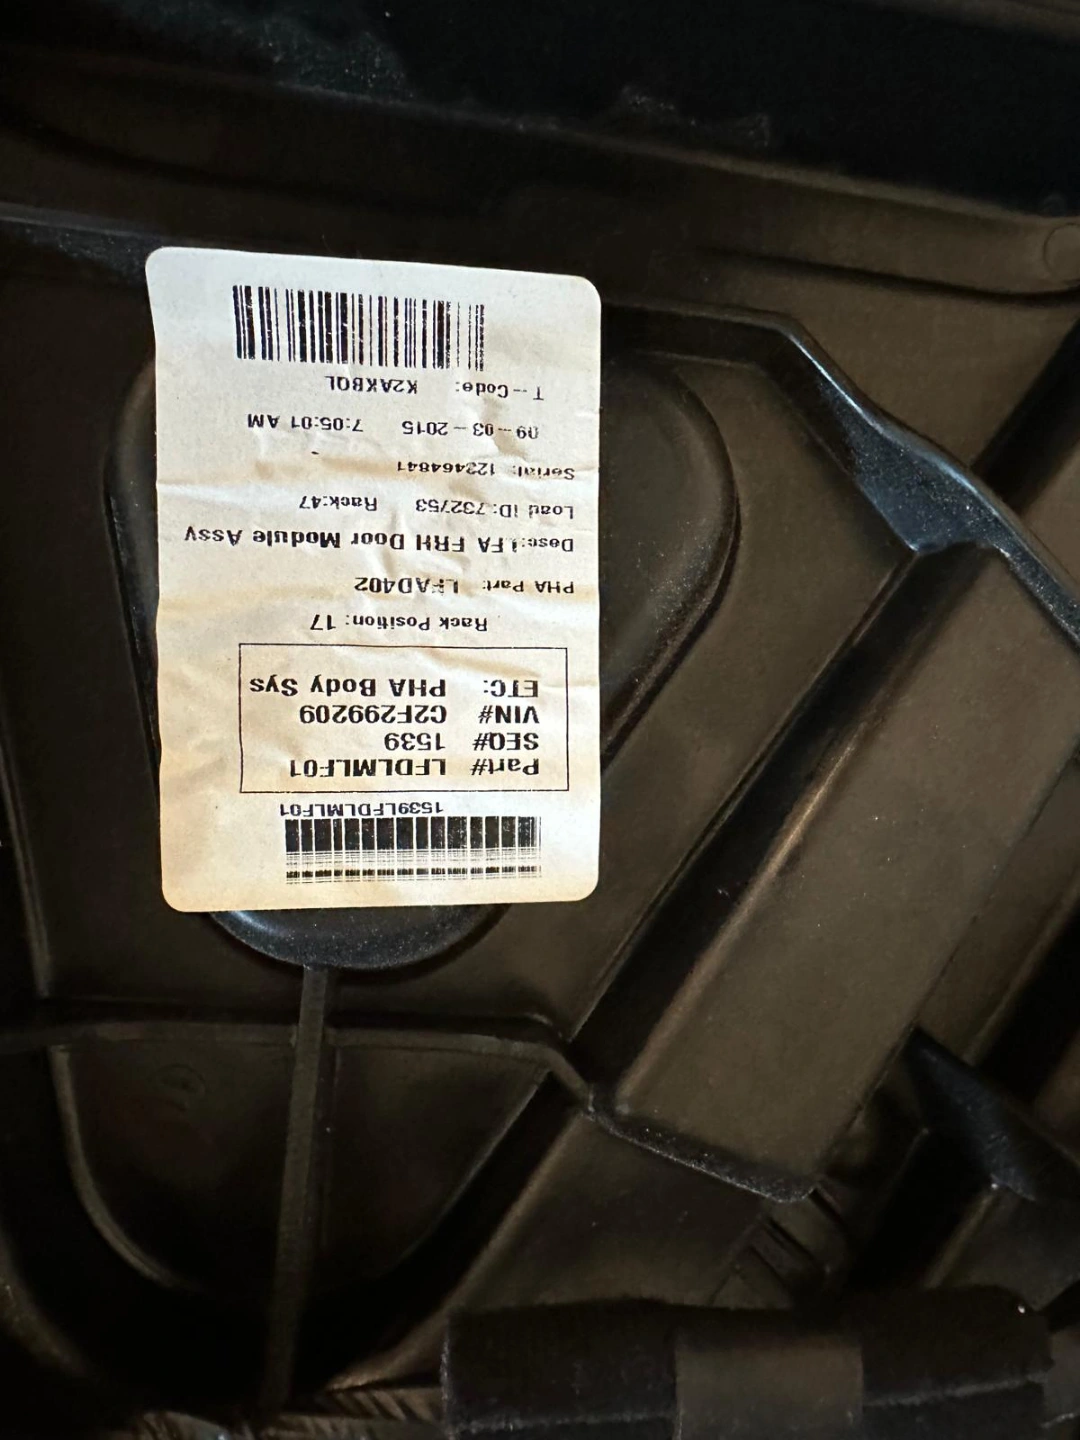 1539LFDLMLF01
Part# LFDLMLF01
SEQ# 1539
VIN# C2F299209
ETC: PHA Body Sys
Rack Position: 17
PHA Part: LFAD402
Desc: LFA FRH Door Module Assy
Load ID: 732753 Rack:47
Serial: 122464841
09-03-2015 7:05:01 AM
T-Code: K2AKBQL